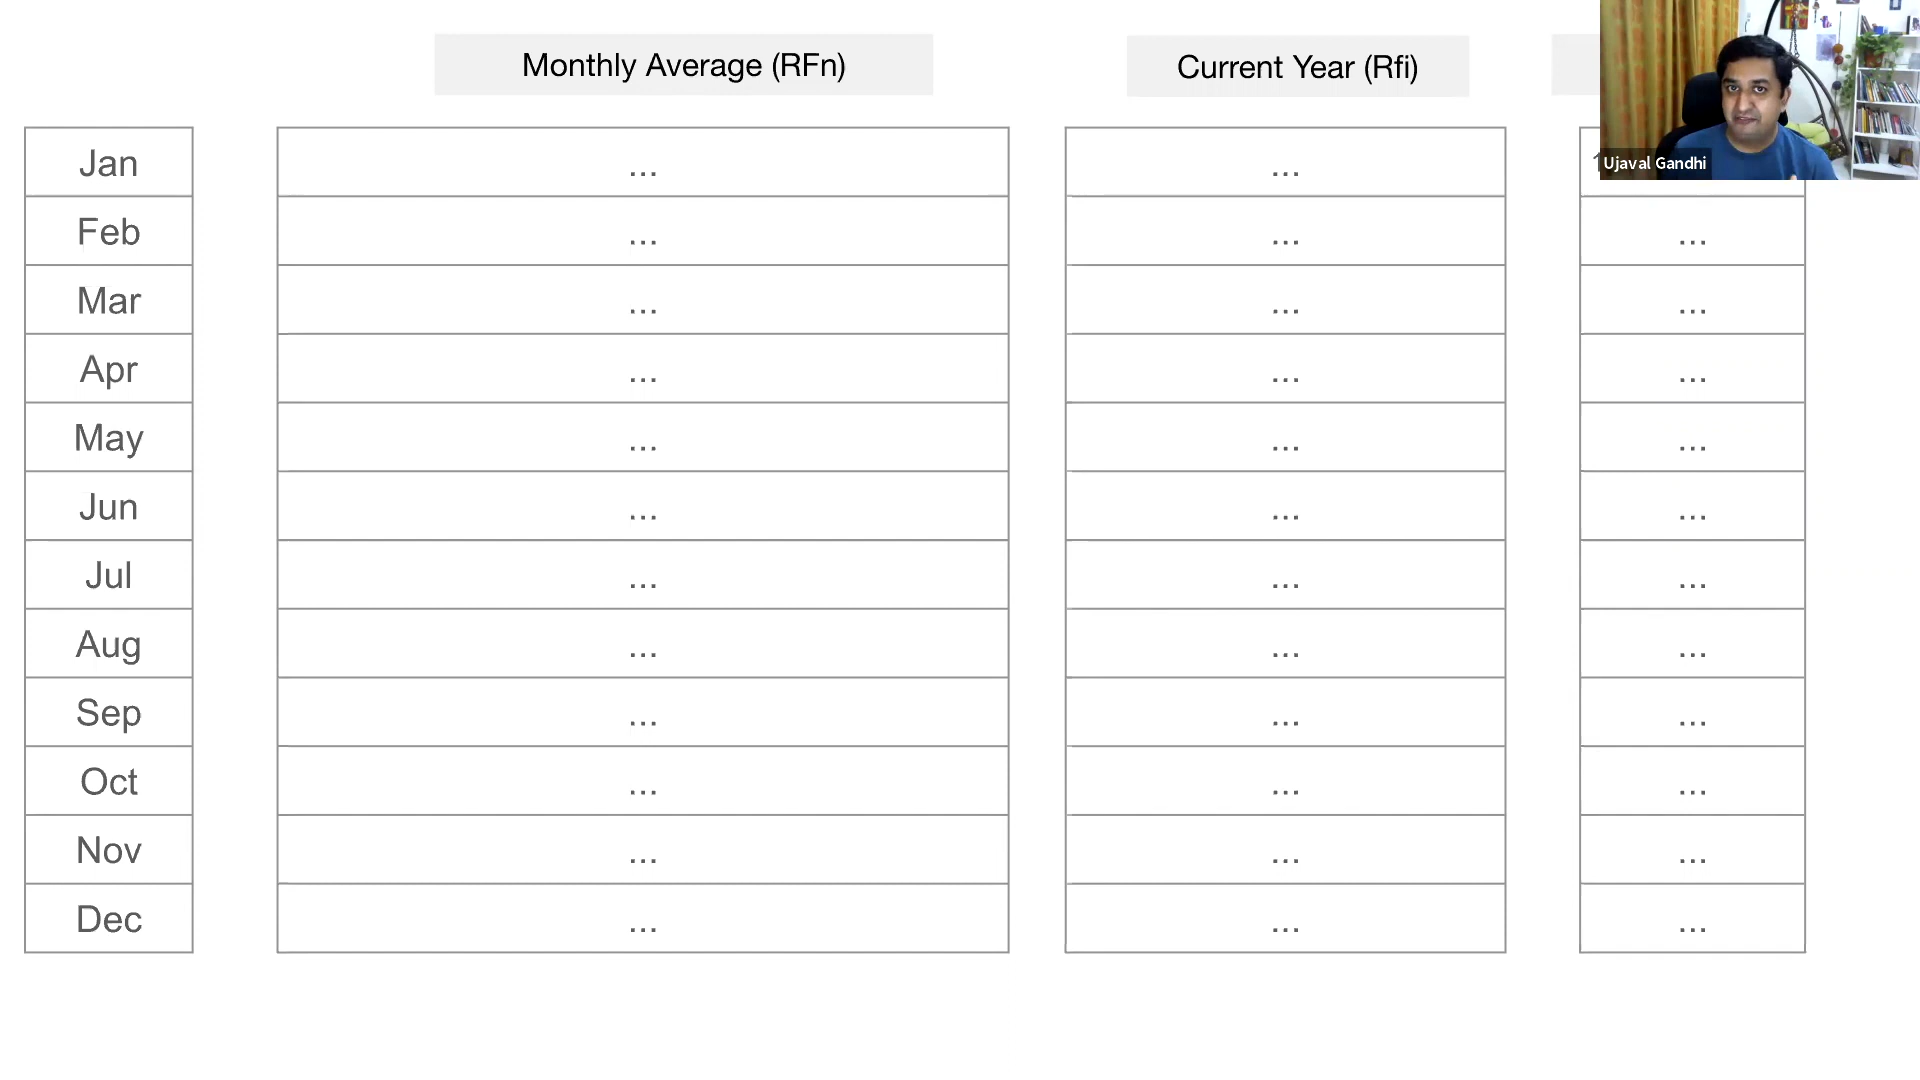 Monthly Average (RFn)
Current Year (Rfi)
Ujaval Gandhi
Jan ... ...
Feb ... ... ...
Mar ... ... ...
Apr ... ... ...
May ... ... ...
Jun ... ... ...
Jul ... ... ...
Aug ... ... ...
Sep ... ... ...
Oct ... ... ...
Nov ... ... ...
Dec ... ... ...